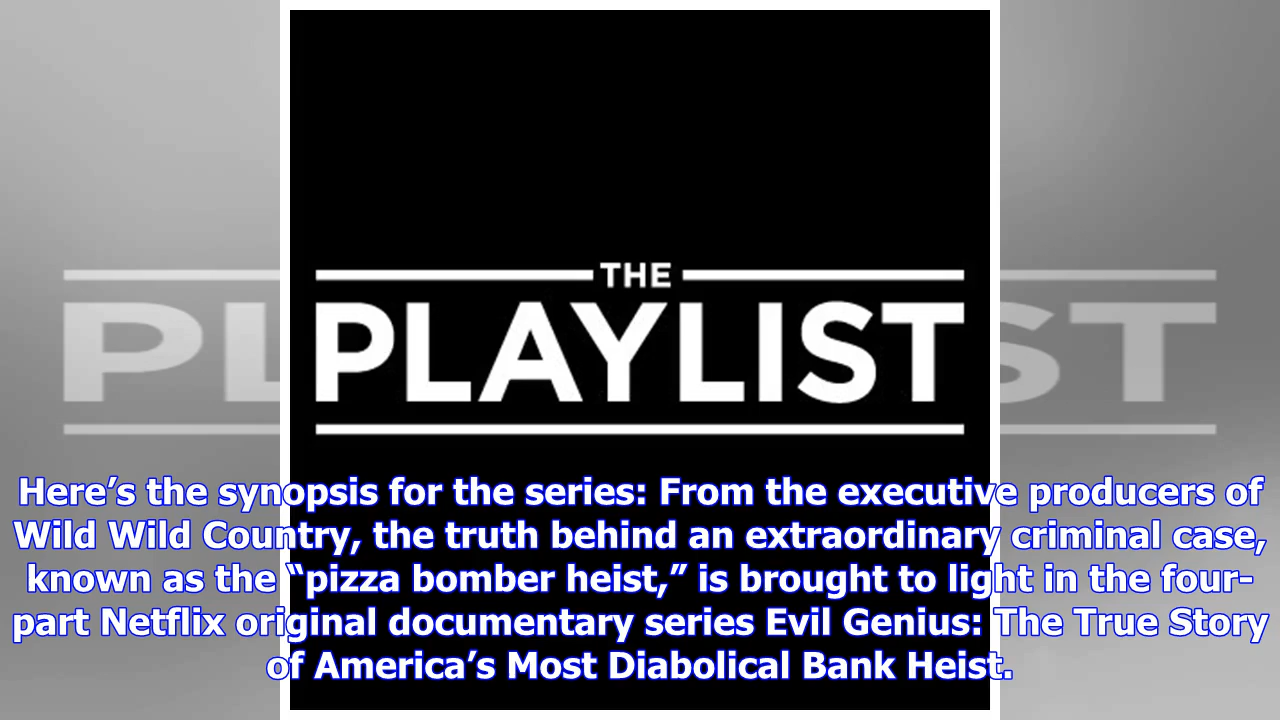 THE
PLAYLIST
Here’s the synopsis for the series: From the executive producers of
Wild Wild Country, the truth behind an extraordinary criminal case,
known as the “pizza bomber heist,” is brought to light in the four-
part Netflix original documentary series Evil Genius: The True Story
of America’s Most Diabolical Bank Heist.